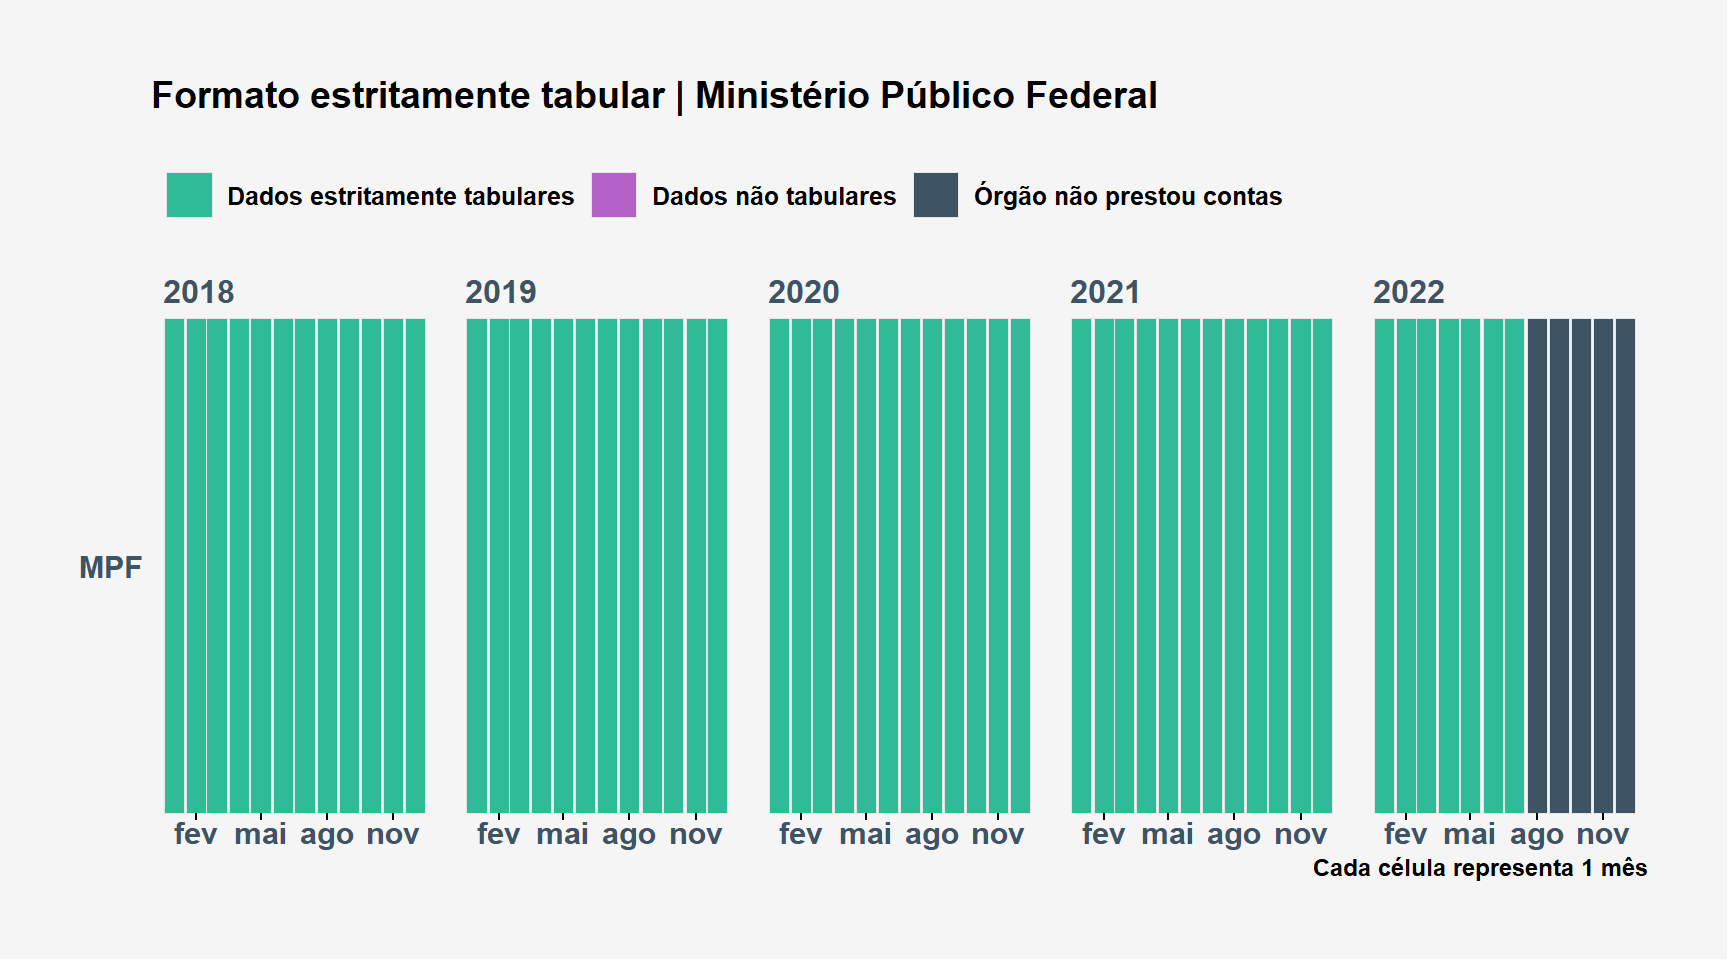 Formato estritamente tabular | Ministério Público Federal
Dados estritamente tabulares Dados não tabulares Órgão não prestou contas
2018 2019 2020 2021 2022
MPF
fev mai ago nov fev mai ago nov fev mai ago nov fev mai ago nov fev mai ago nov
Cada célula representa 1 mês